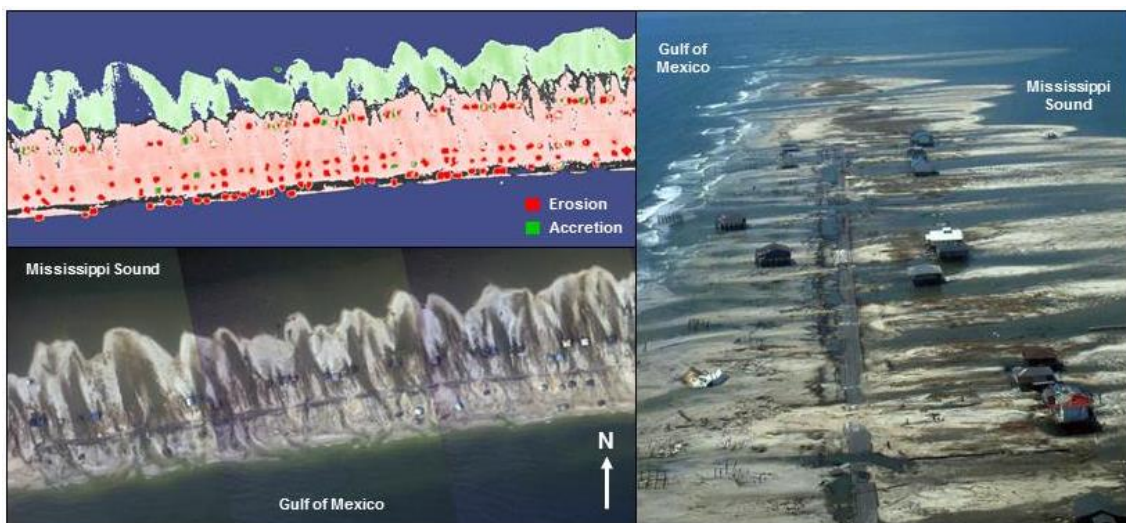 Erosion
Accretion
Mississippi Sound
N
Gulf of Mexico
Gulf of
Mexico
Mississippi
Sound